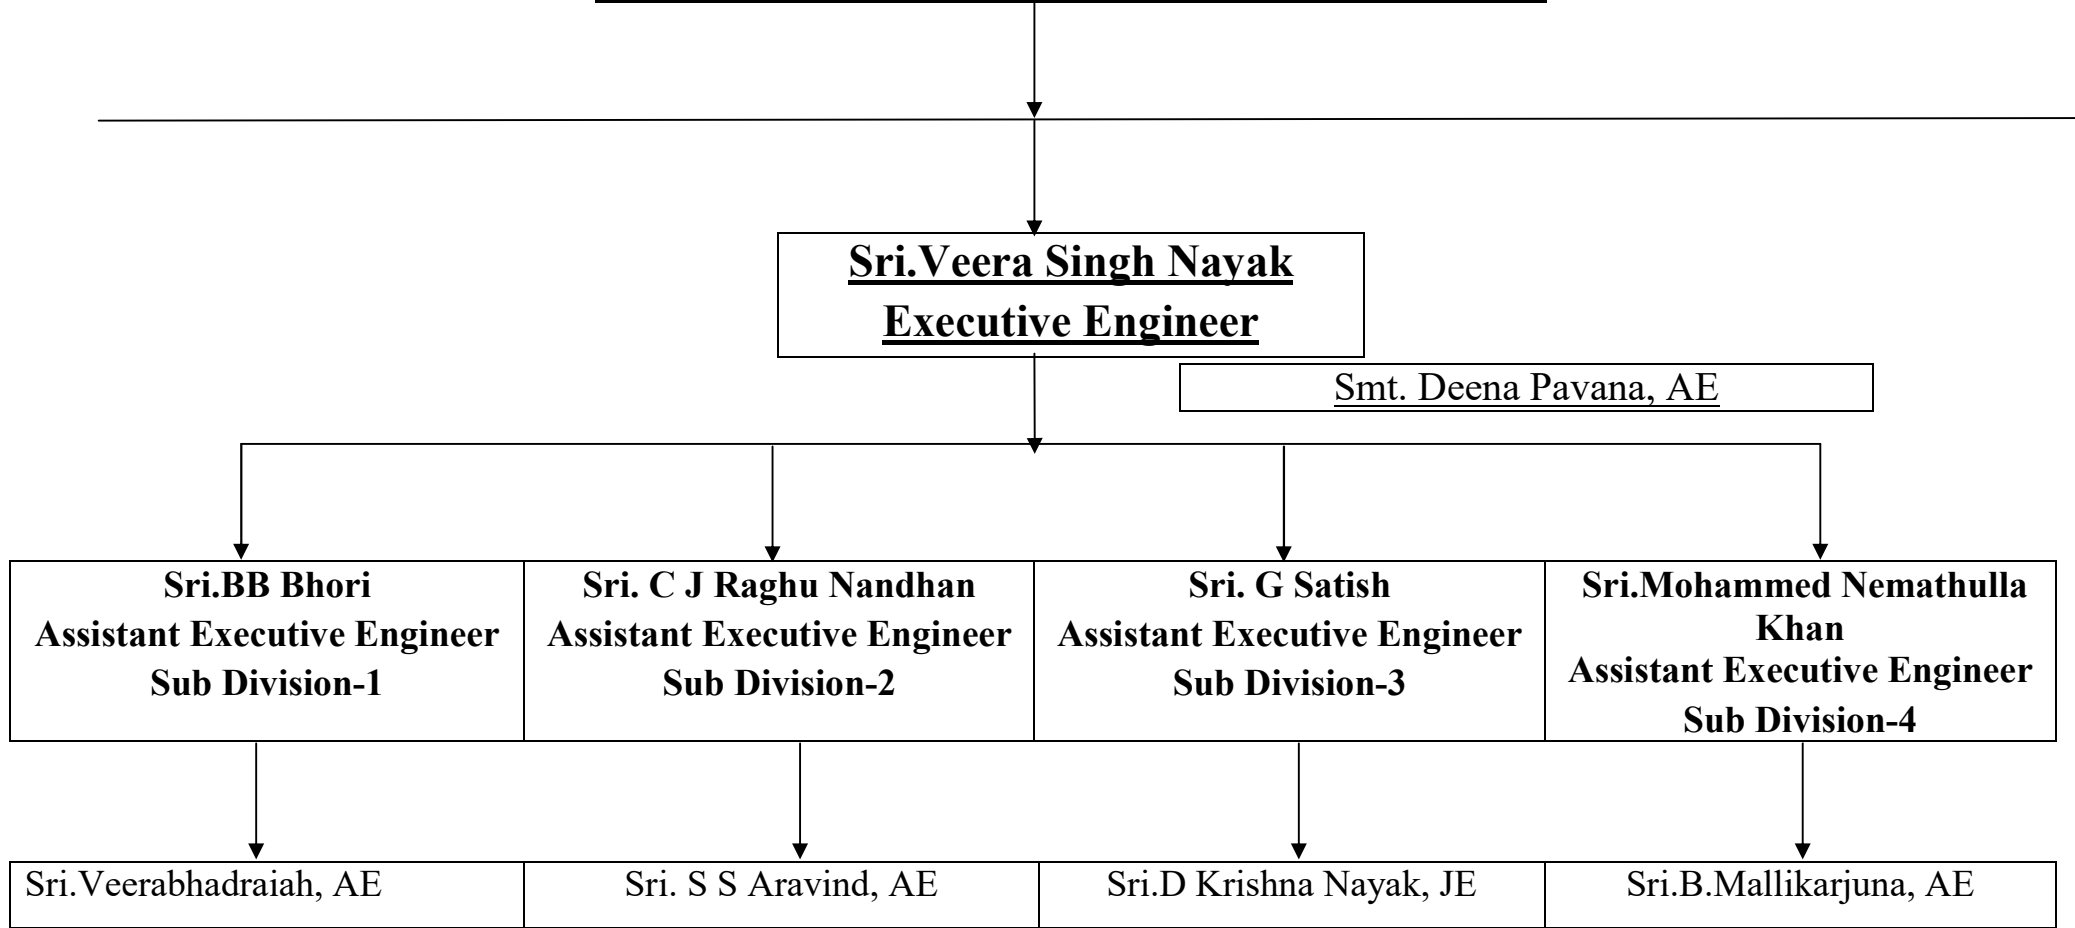 Sri.Veera Singh Nayak
Executive Engineer
Smt. Deena Pavana, AE
Sri.BB Bhori
Assistant Executive Engineer
Sub Division-1
Sri. C J Raghu Nandhan
Assistant Executive Engineer
Sub Division-2
Sri. G Satish
Assistant Executive Engineer
Sub Division-3
Sri.Mohammed Nemathulla
Khan
Assistant Executive Engineer
Sub Division-4
Sri.Veerabhadraiah, AE
Sri. S S Aravind, AE
Sri.D Krishna Nayak, JE
Sri.B.Mallikarjuna, AE